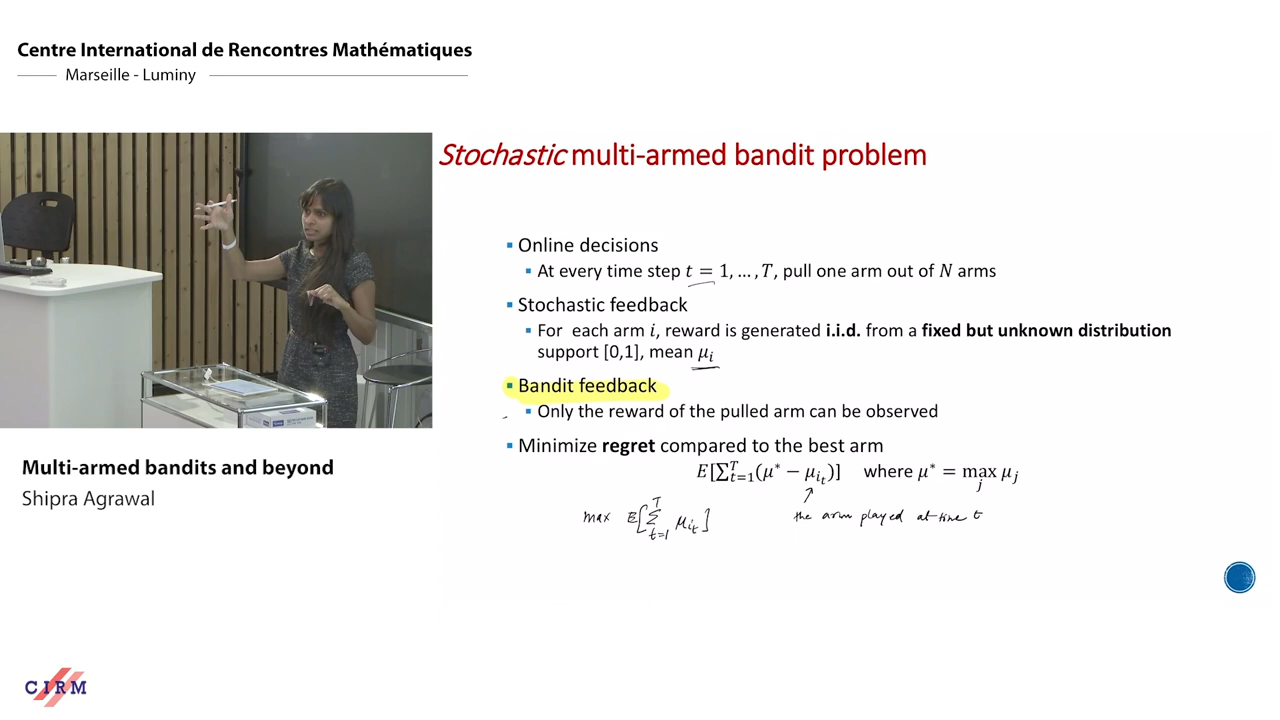 Centre International de Rencontres Mathématiques
Marseille - Luminy
Stochastic multi-armed bandit problem
▪ Online decisions
▪ At every time step t = 1, … , T, pull one arm out of N arms
▪ Stochastic feedback
▪ For each arm i, reward is generated i.i.d. from a fixed but unknown distribution
support [0,1], mean μ_i
▪ Bandit feedback
▪ Only the reward of the pulled arm can be observed
▪ Minimize regret compared to the best arm
E[∑_{t=1}^{T}(μ* − μ_{i_t})] where μ* = max_j μ_j
max E[∑_{t=1}^{T} μ_{i_t}]
the arm played at time t
Multi-armed bandits and beyond
Shipra Agrawal
CIRM